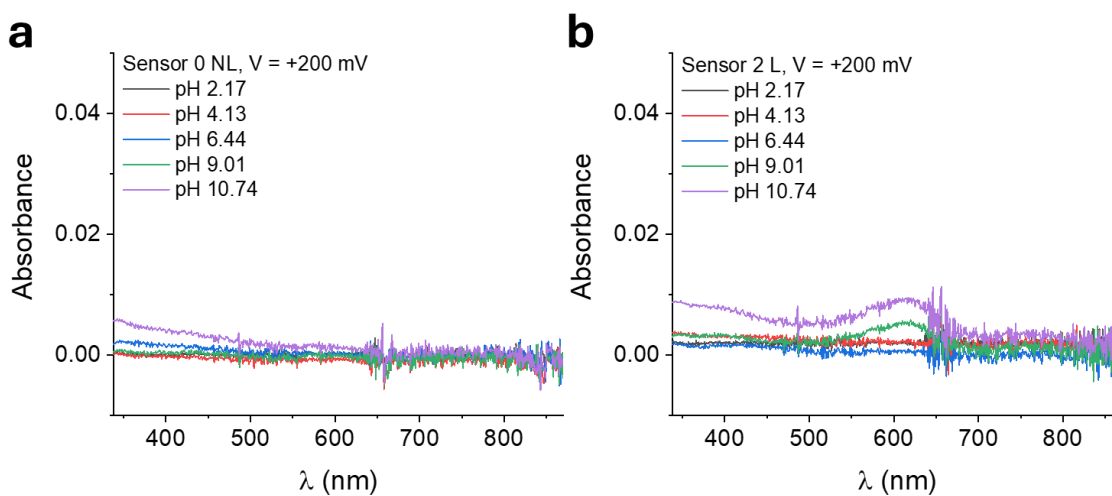 a
Sensor 0 NL, V = +200 mV
pH 2.17
pH 4.13
pH 6.44
pH 9.01
pH 10.74
0.04
0.02
0.00
Absorbance
400 500 600 700 800
λ (nm)
b
Sensor 2 L, V = +200 mV
pH 2.17
pH 4.13
pH 6.44
pH 9.01
pH 10.74
0.04
0.02
0.00
Absorbance
400 500 600 700 800
λ (nm)